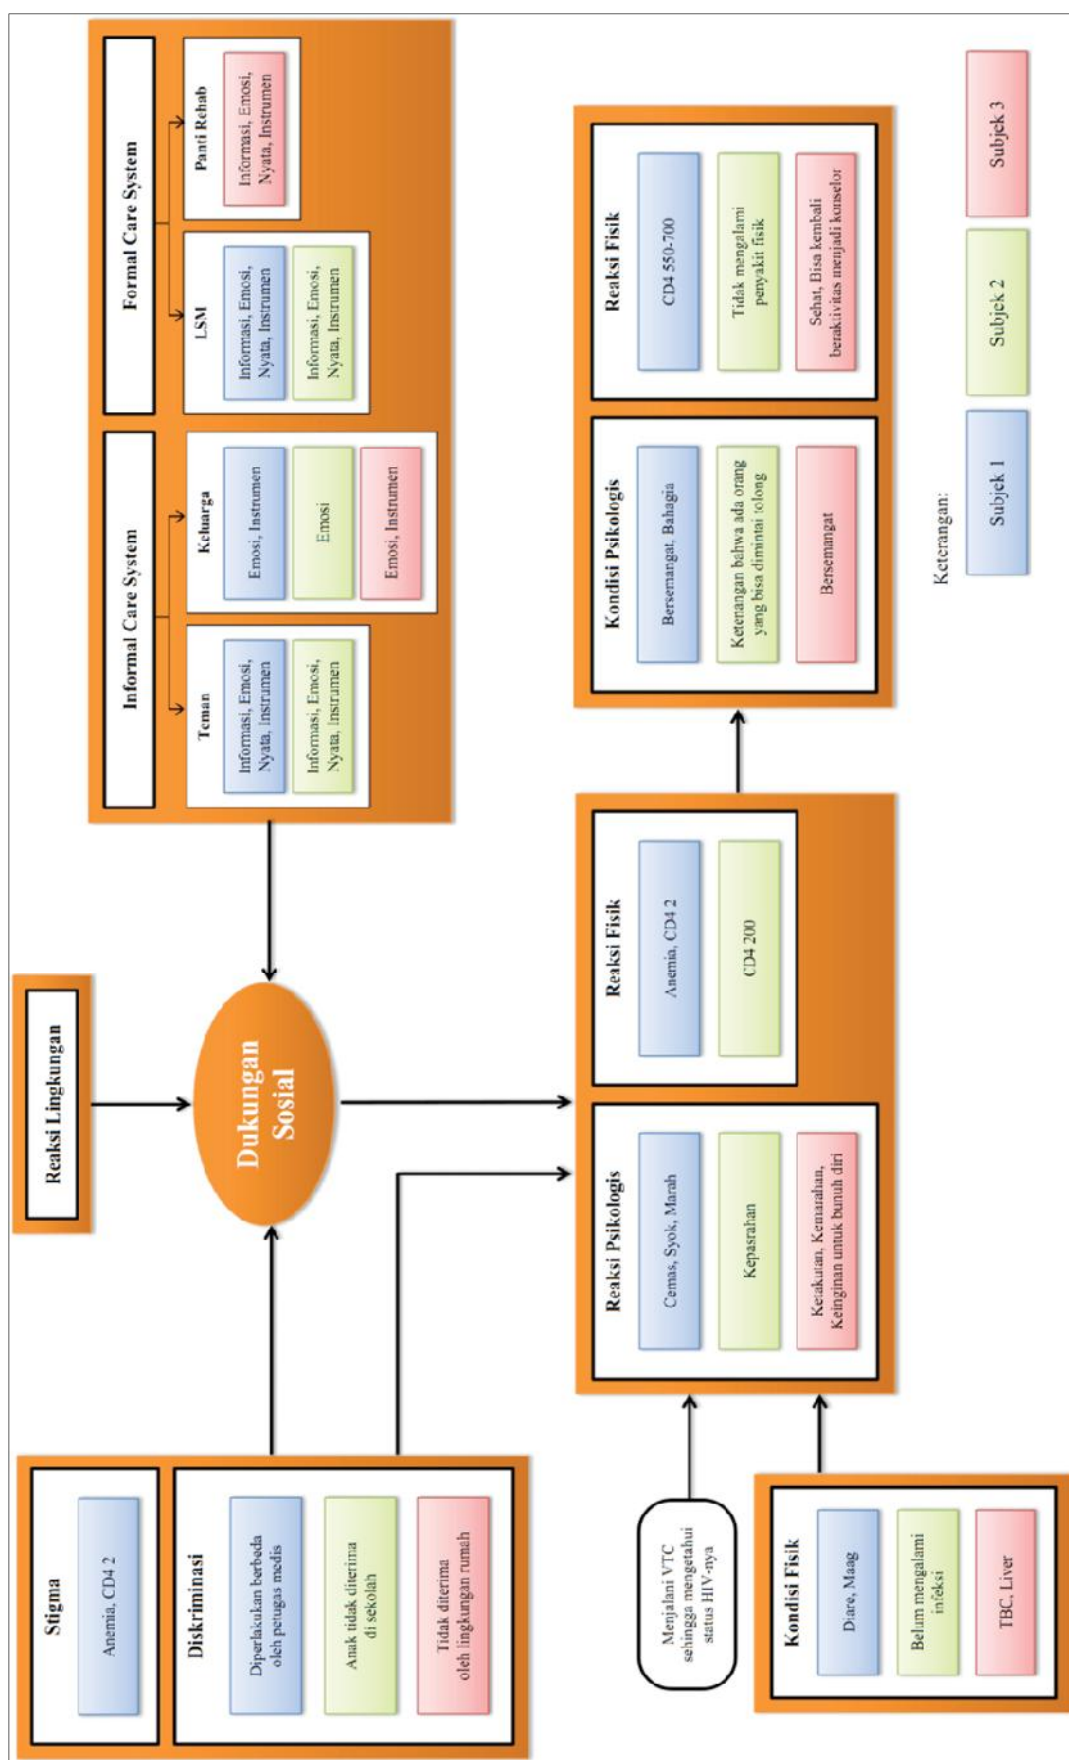 Stigma
Anemia, CD4 2
Diskriminasi
Diperlakukan berbeda
oleh petugas medis
Anak tidak diterima
di sekolah
Tidak diterima
oleh lingkungan rumah
Reaksi Lingkungan
Dukungan
Sosial
Informal Care System
Teman
Informasi, Emosi,
Nyata, Instrumen
Informasi, Emosi,
Nyata, Instrumen
Keluarga
Emosi, Instrumen
Emosi
Emosi, Instrumen
Formal Care System
LSM
Informasi, Emosi,
Nyata, Instrumen
Informasi, Emosi,
Nyata, Instrumen
Panti Rehab
Informasi, Emosi,
Nyata, Instrumen
Menjalani VTC
sehingga mengetahui
status HIV-nya
Kondisi Fisik
Diare, Maag
Belum mengalami
infeksi
TBC, Liver
Reaksi Psikologis
Cemas, Syok, Marah
Kepasrahan
Ketakutan, Kemarahan,
Keinginan untuk bunuh diri
Reaksi Fisik
Anemia, CD4 2
CD4 200
Kondisi Psikologis
Bersemangat, Bahagia
Ketenangan bahwa ada orang
yang bisa dimintai tolong
Bersemangat
Reaksi Fisik
CD4 550-700
Tidak mengalami
penyakit fisik
Sehat, Bisa kembali
beraktivitas menjadi konselor
Keterangan:
Subjek 1
Subjek 2
Subjek 3